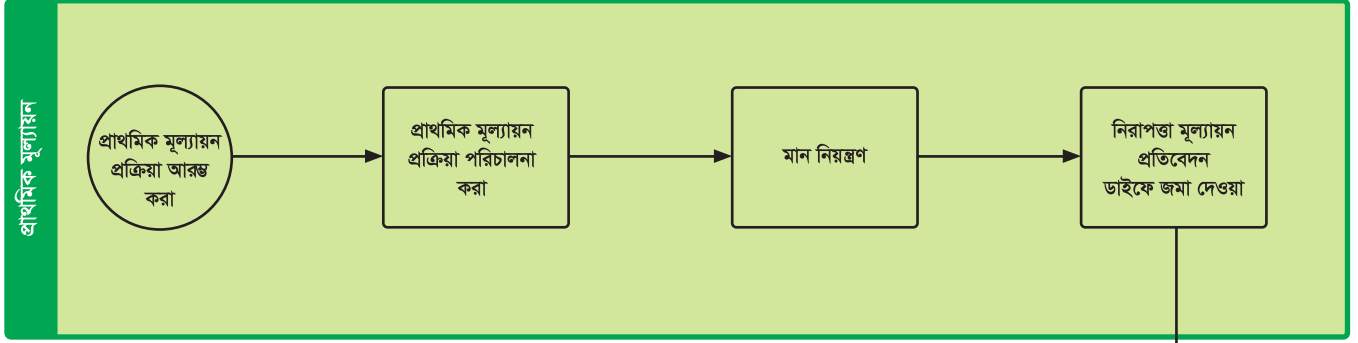 প্রাথমিক মূল্যায়ন
প্রাথমিক মূল্যায়ন
প্রক্রিয়া আরম্ভ
করা
প্রাথমিক মূল্যায়ন
প্রক্রিয়া পরিচালনা
করা
মান নিয়ন্ত্রণ
নিরাপত্তা মূল্যায়ন
প্রতিবেদন
ডাইফে জমা দেওয়া